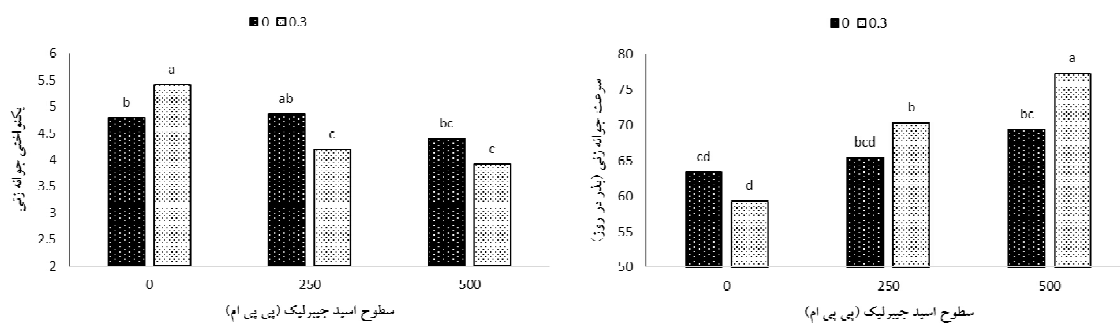 0 0.3
یکنواختی جوانه زنی
6
5.5
5
4.5
4
3.5
3
2.5
2
b a ab c bc c
0 250 500
سطوح اسید جیبرلیک (پی پی ام)
0 0.3
سرعت جوانه زنی (بذر در روز)
80
75
70
65
60
55
50
cd d bcd b bc a
0 250 500
سطوح اسید جیبرلیک (پی پی ام)